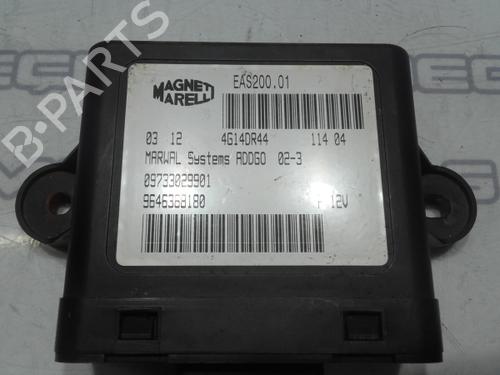 MAGNETI
MARELLI
EAS200.01
03 12 4G14DR44 114 04
MARWAL Systems ADDGO 02-3
09733029901
9646368180 P 12V
B-PARTS